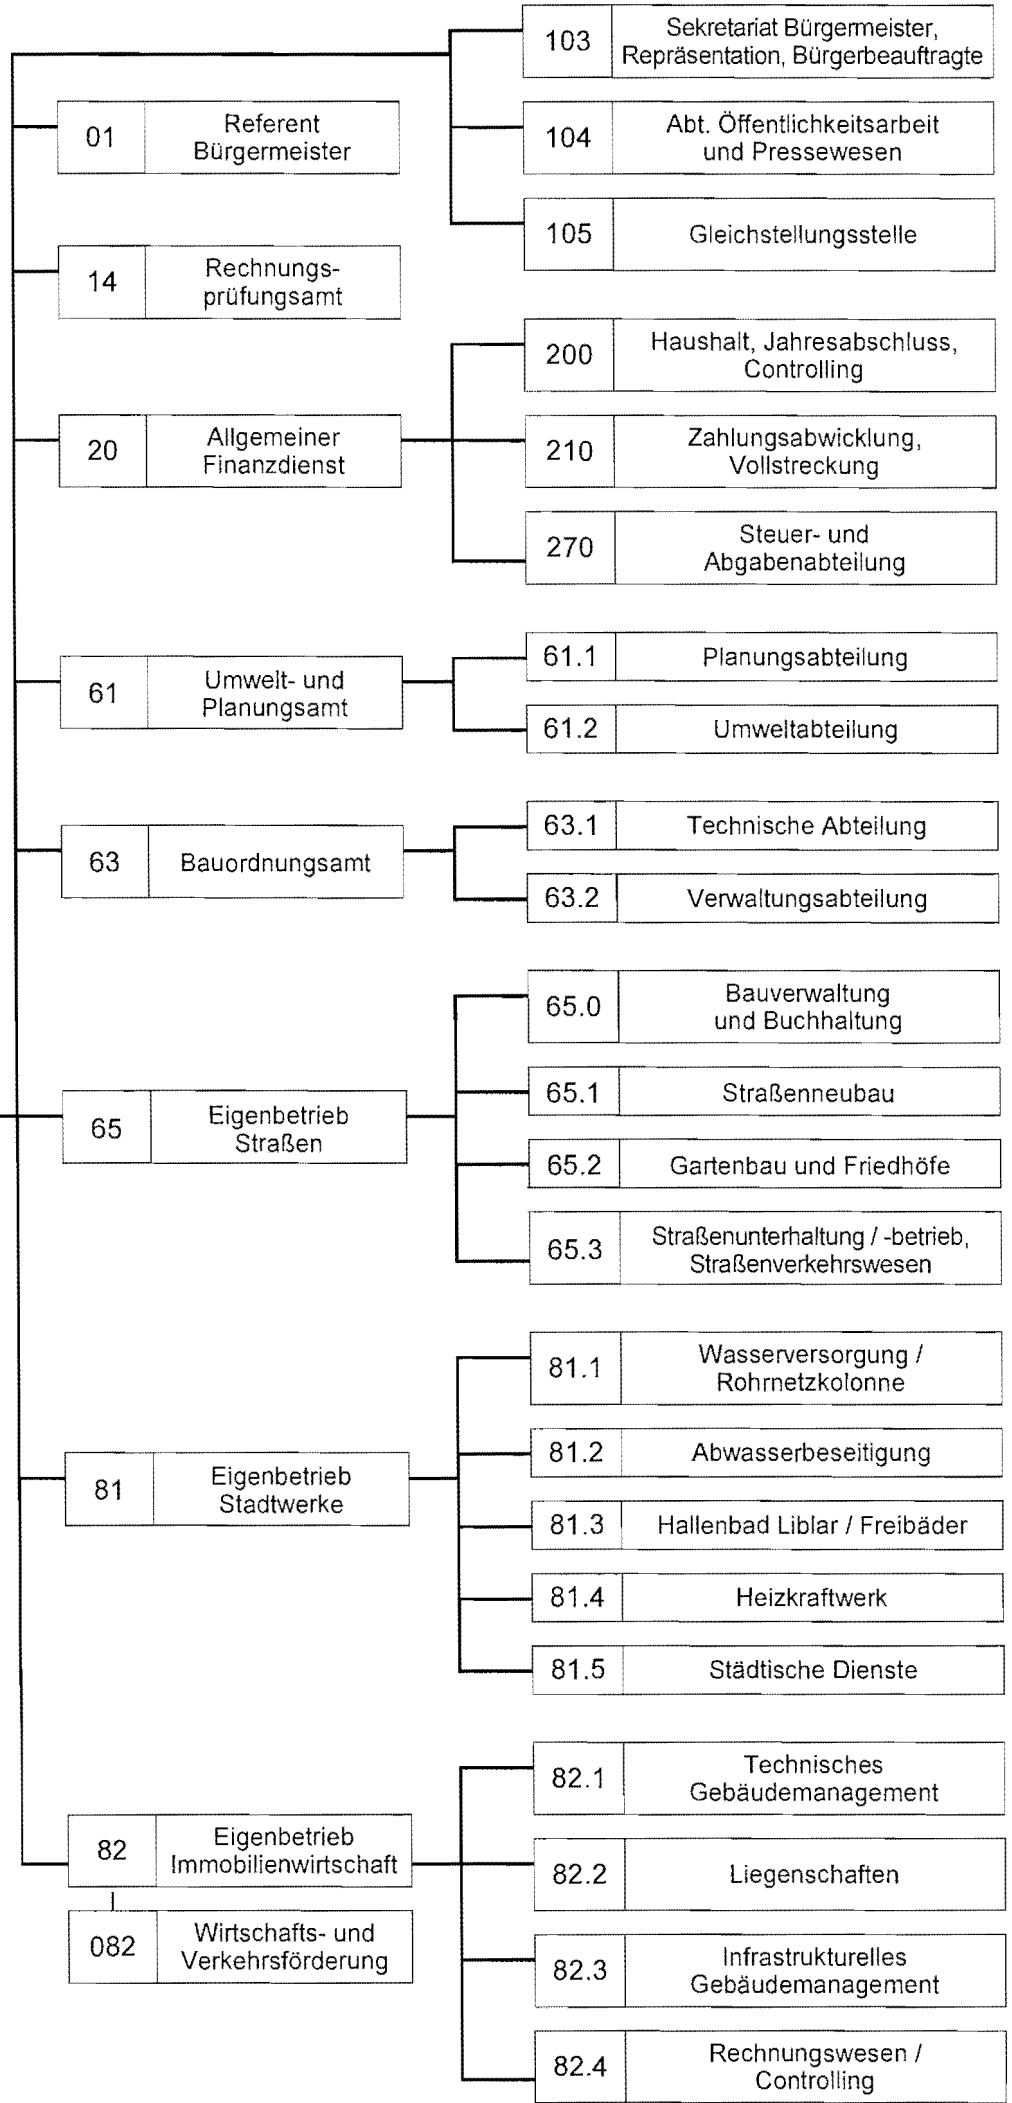 103
Sekretariat Bürgermeister,
Repräsentation, Bürgerbeauftragte
01
Referent
Bürgermeister
104
Abt. Öffentlichkeitsarbeit
und Pressewesen
105
Gleichstellungsstelle
14
Rechnungs-
prüfungsamt
20
Allgemeiner
Finanzdienst
200
Haushalt, Jahresabschluss,
Controlling
210
Zahlungsabwicklung,
Vollstreckung
270
Steuer- und
Abgabenabteilung
61
Umwelt- und
Planungsamt
61.1
Planungsabteilung
61.2
Umweltabteilung
63
Bauordnungsamt
63.1
Technische Abteilung
63.2
Verwaltungsabteilung
65
Eigenbetrieb
Straßen
65.0
Bauverwaltung
und Buchhaltung
65.1
Straßenneubau
65.2
Gartenbau und Friedhöfe
65.3
Straßenunterhaltung / -betrieb,
Straßenverkehrswesen
81
Eigenbetrieb
Stadtwerke
81.1
Wasserversorgung /
Rohrnetzkolonne
81.2
Abwasserbeseitigung
81.3
Hallenbad Liblar / Freibäder
81.4
Heizkraftwerk
81.5
Städtische Dienste
82
Eigenbetrieb
Immobilienwirtschaft
082
Wirtschafts- und
Verkehrsförderung
82.1
Technisches
Gebäudemanagement
82.2
Liegenschaften
82.3
Infrastrukturelles
Gebäudemanagement
82.4
Rechnungswesen /
Controlling